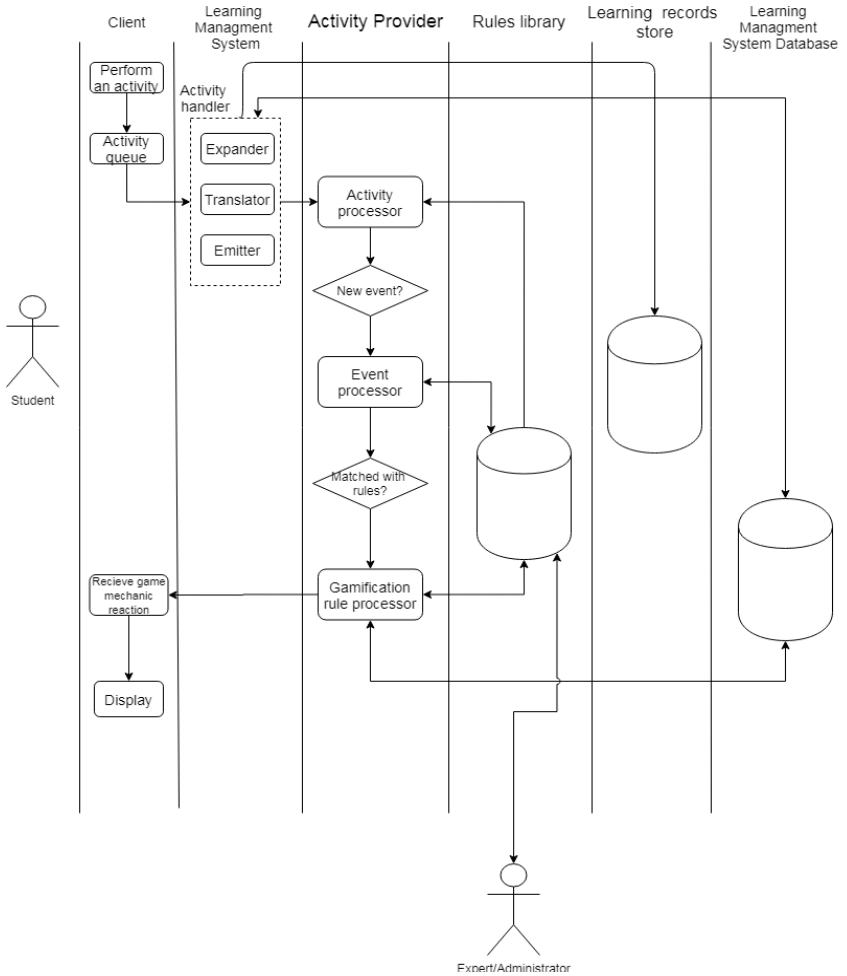 Client
Learning
Managment
System
Activity Provider
Rules library
Learning records
store
Learning
Managment
System Database
Perform
an activity
Activity
handler
Activity
queue
Expander
Translator
Emitter
Activity
processor
New event?
Student
Event
processor
Matched with
rules?
Recieve game
mechanic
reaction
Gamification
rule processor
Display
Expert/Administrator